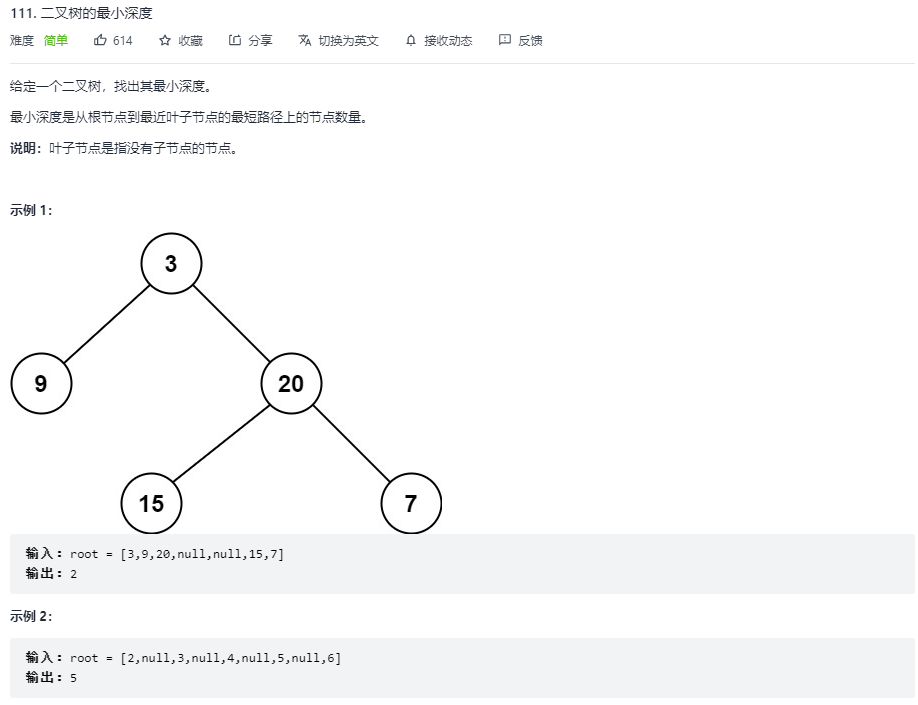 111. 二叉树的最小深度
难度 简单 614 收藏 分享 切换为英文 接收动态 反馈
给定一个二叉树，找出其最小深度。
最小深度是从根节点到最近叶子节点的最短路径上的节点数量。
说明：叶子节点是指没有子节点的节点。
示例 1：
3
9 20
15 7
输入：root = [3,9,20,null,null,15,7]
输出：2
示例 2：
输入：root = [2,null,3,null,4,null,5,null,6]
输出：5